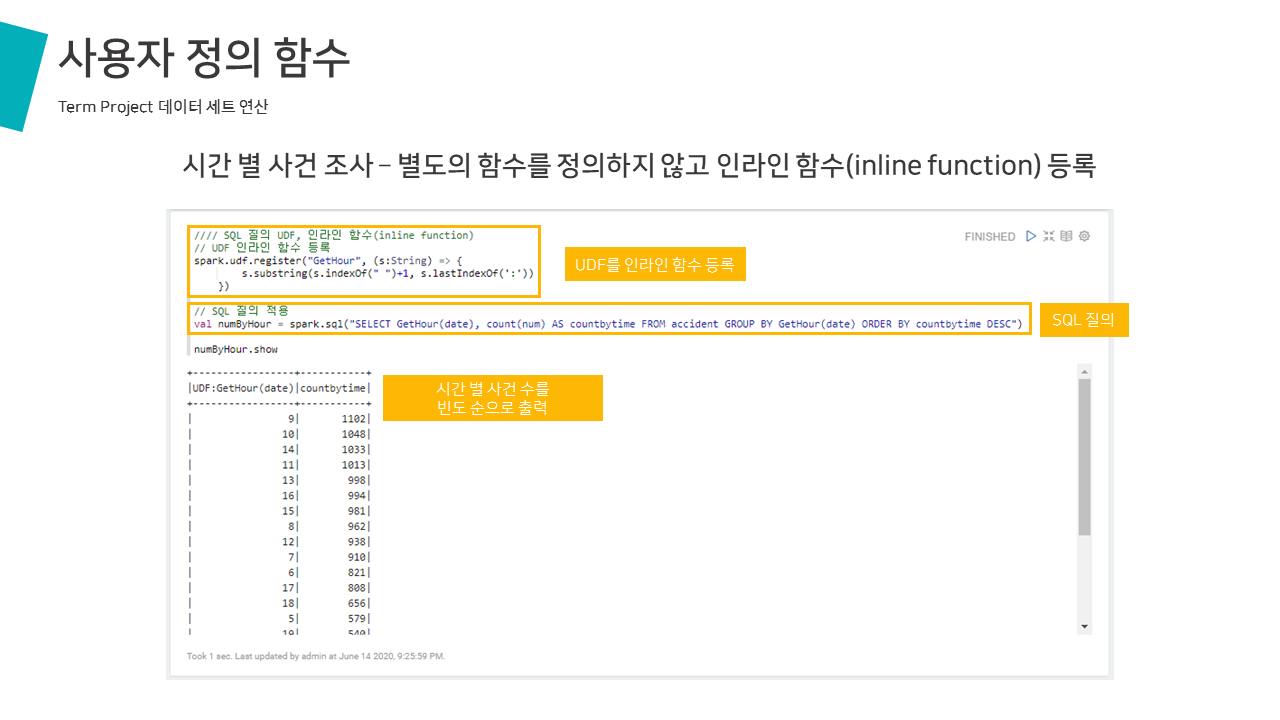 사용자 정의 함수
Term Project 데이터 세트 연산
시간 별 사건 조사 – 별도의 함수를 정의하지 않고 인라인 함수(inline function) 등록
//// SQL 질의 UDF, 인라인 함수(inline function)
// UDF 인라인 함수 등록
spark.udf.register("GetHour", (s:String) => {
s.substring(s.indexOf(" ")+1, s.lastIndexOf(':'))
})
FINISHED
UDF를 인라인 함수 등록
// SQL 질의 적용
val numByHour = spark.sql("SELECT GetHour(date), count(num) AS countbytime FROM accident GROUP BY GetHour(date) ORDER BY countbytime DESC")
SQL 질의
numByHour.show
+-----------------+-----------+
|UDF:GetHour(date)|countbytime|
+-----------------+-----------+
| 9| 1102|
| 10| 1048|
| 14| 1033|
| 11| 1013|
| 13| 998|
| 16| 994|
| 15| 981|
| 8| 962|
| 12| 938|
| 7| 910|
| 6| 821|
| 17| 808|
| 18| 656|
| 5| 579|
| 19| 540|
시간 별 사건 수를
빈도 순으로 출력
Took 1 sec. Last updated by admin at June 14 2020, 9:25:59 PM.